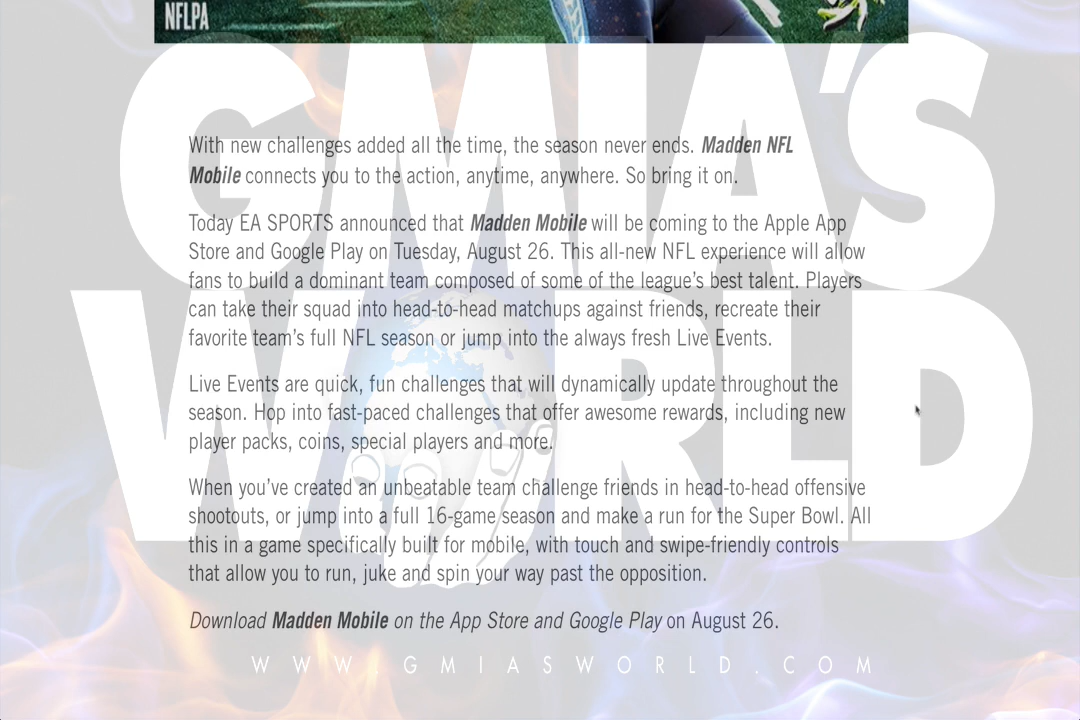 NFLPA
GMIA'S
WORLD
With new challenges added all the time, the season never ends. Madden NFL
Mobile connects you to the action, anytime, anywhere. So bring it on.
Today EA SPORTS announced that Madden Mobile will be coming to the Apple App
Store and Google Play on Tuesday, August 26. This all-new NFL experience will allow
fans to build a dominant team composed of some of the league's best talent. Players
can take their squad into head-to-head matchups against friends, recreate their
favorite team's full NFL season or jump into the always fresh Live Events.
Live Events are quick, fun challenges that will dynamically update throughout the
season. Hop into fast-paced challenges that offer awesome rewards, including new
player packs, coins, special players and more.
When you've created an unbeatable team challenge friends in head-to-head offensive
shootouts, or jump into a full 16-game season and make a run for the Super Bowl. All
this in a game specifically built for mobile, with touch and swipe-friendly controls
that allow you to run, juke and spin your way past the opposition.
Download Madden Mobile on the App Store and Google Play on August 26.
WWW.GMIASWORLD.COM